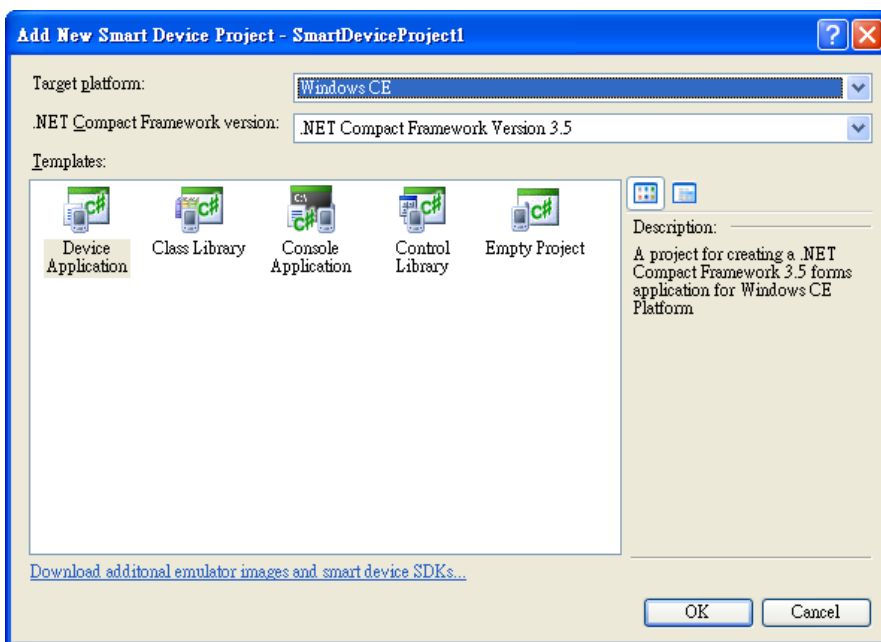 Add New Smart Device Project - SmartDeviceProject1
Target platform:
Windows CE
.NET Compact Framework version:
.NET Compact Framework Version 3.5
Templates:
Device
Application
Class Library
Console
Application
Control
Library
Empty Project
Description:
A project for creating a .NET
Compact Framework 3.5 forms
application for Windows CE
Platform
Download additonal emulator images and smart device SDKs...
OK
Cancel